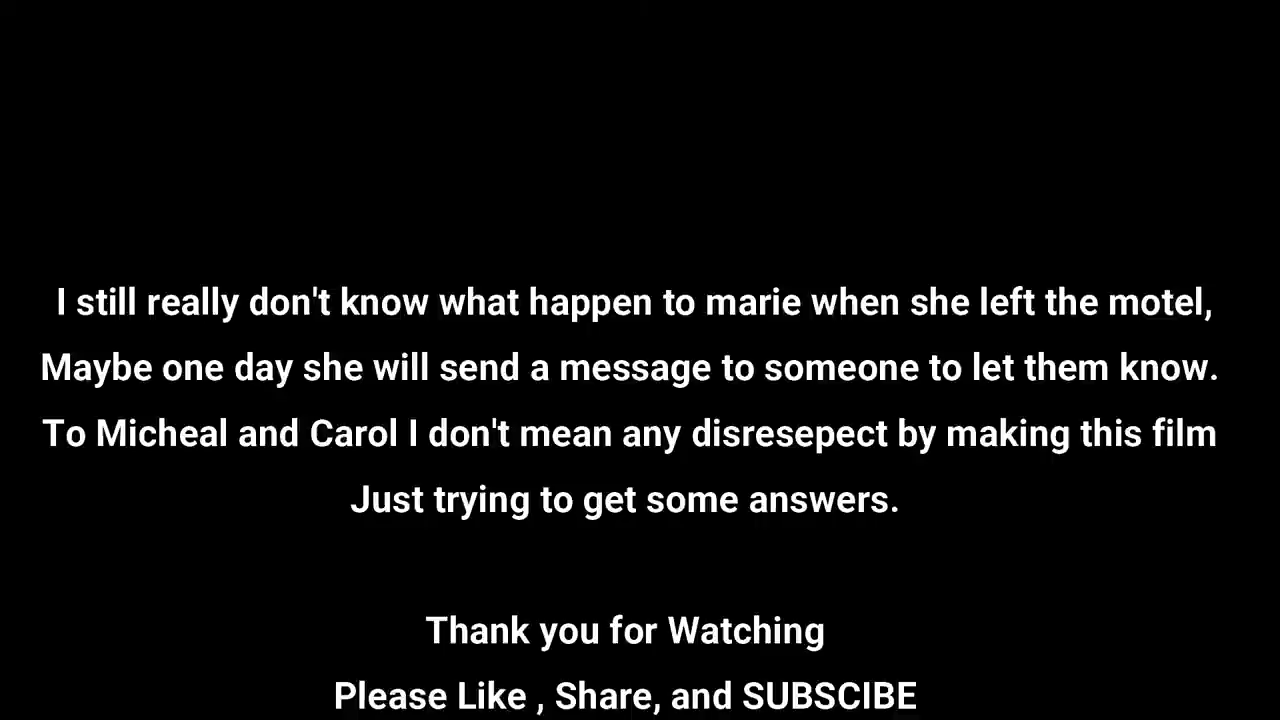 I still really don't know what happen to marie when she left the motel,
Maybe one day she will send a message to someone to let them know.
To Micheal and Carol I don't mean any disresepect by making this film
Just trying to get some answers.
Thank you for Watching
Please Like , Share, and SUBSCIBE